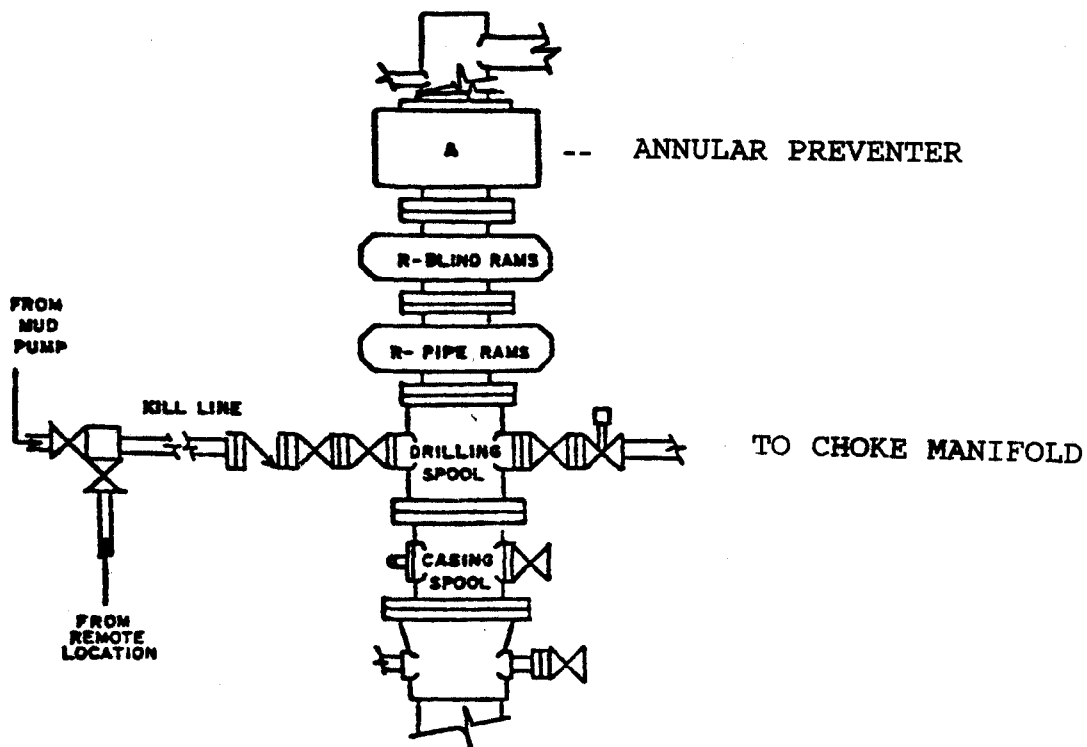 A -- ANNULAR PREVENTER
R-BLIND RAMS
FROM
MUD
PUMP
R- PIPE RAMS
KILL LINE
DRILLING
SPOOL
TO CHOKE MANIFOLD
CASING
SPOOL
FROM
REMOTE
LOCATION